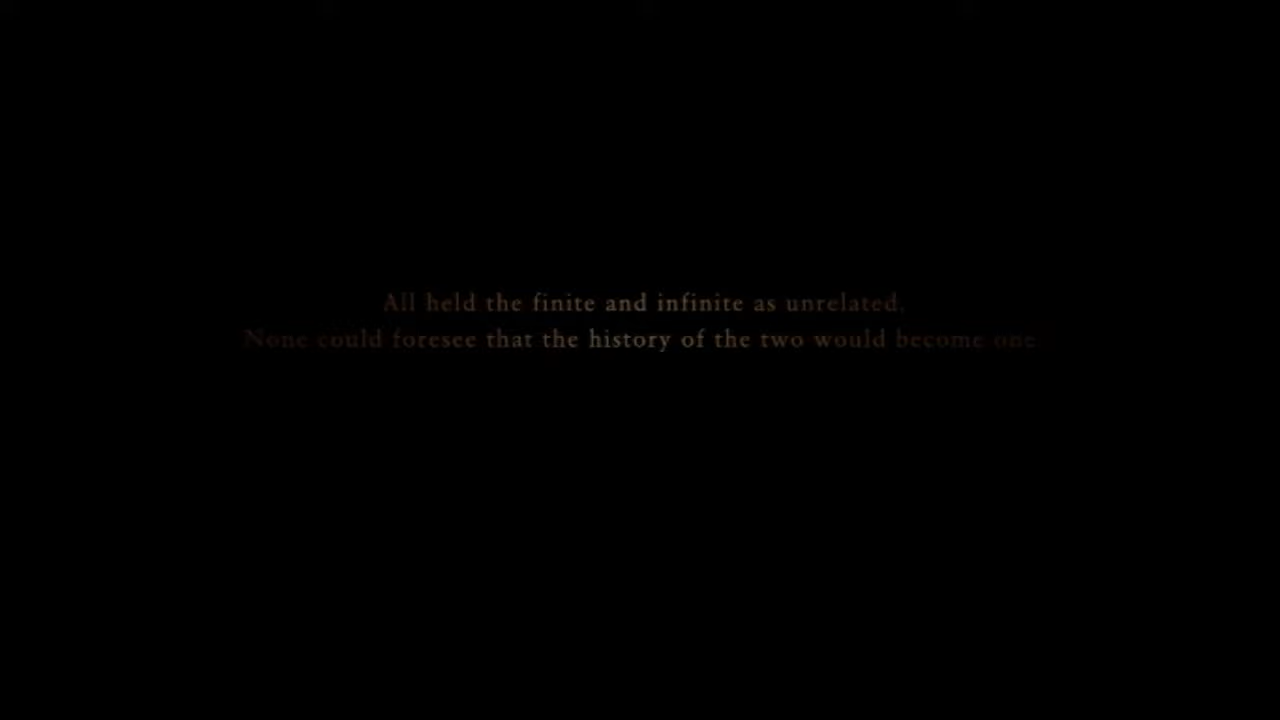 All held the finite and infinite as unrelated.
None could foresee that the history of the two would become one.